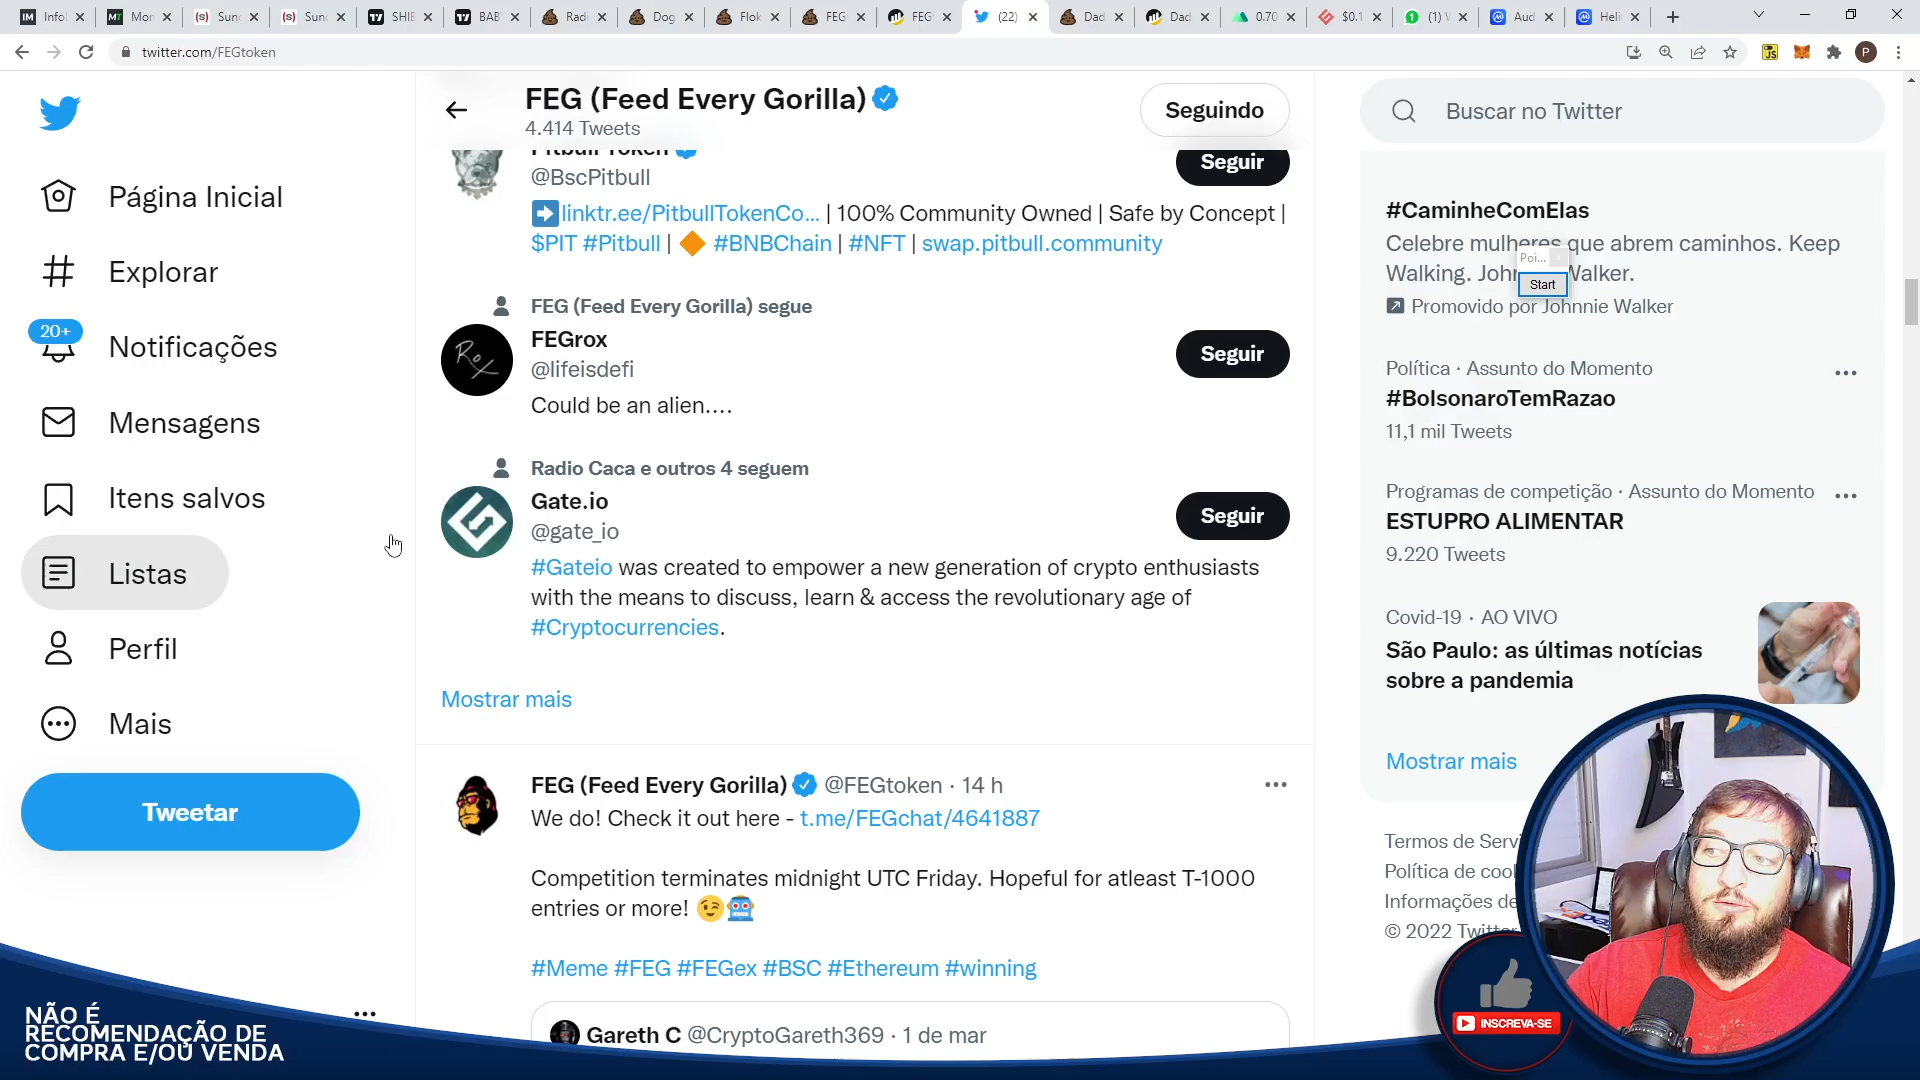 Info
Mor
Sunc
Sunc
SHIE
BAB
Radi
Dog
Flok
FEG
FEG
(22)
Dad
Dad
0.70
$0.1
(1)
Aud
Heli
twitter.com/FEGtoken
JS
P
FEG (Feed Every Gorilla)
4.414 Tweets
Seguindo
Buscar no Twitter
Página Inicial
Explorar
20+
Notificações
Mensagens
Itens salvos
Listas
Perfil
Mais
Tweetar
Pitbull Token
@BscPitbull
Seguir
linktr.ee/PitbullTokenCo... | 100% Community Owned | Safe by Concept |
$PIT #Pitbull | 🔶 #BNBChain | #NFT | swap.pitbull.community
FEG (Feed Every Gorilla) segue
FEGrox
@lifeisdefi
Seguir
Could be an alien....
Radio Caca e outros 4 seguem
Gate.io
@gate_io
Seguir
#Gateio was created to empower a new generation of crypto enthusiasts
with the means to discuss, learn & access the revolutionary age of
#Cryptocurrencies.
Mostrar mais
FEG (Feed Every Gorilla) @FEGtoken · 14 h
We do! Check it out here - t.me/FEGchat/4641887
Competition terminates midnight UTC Friday. Hopeful for atleast T-1000
entries or more! 😉🤖
#Meme #FEG #FEGex #BSC #Ethereum #winning
Gareth C @CryptoGareth369 · 1 de mar
#CaminheComElas
Celebre mulheres que abrem caminhos. Keep
Walking. Walker.
Poi...
Start
Promovido por Johnnie Walker
Política · Assunto do Momento
#BolsonaroTemRazao
11,1 mil Tweets
Programas de competição · Assunto do Momento
ESTUPRO ALIMENTAR
9.220 Tweets
Covid-19 · AO VIVO
São Paulo: as últimas notícias
sobre a pandemia
Mostrar mais
Termos de Servi
Política de cook
Informações de
© 2022 Twitter
NÃO É
RECOMENDAÇÃO DE
COMPRA E/OU VENDA
INSCREVA-SE